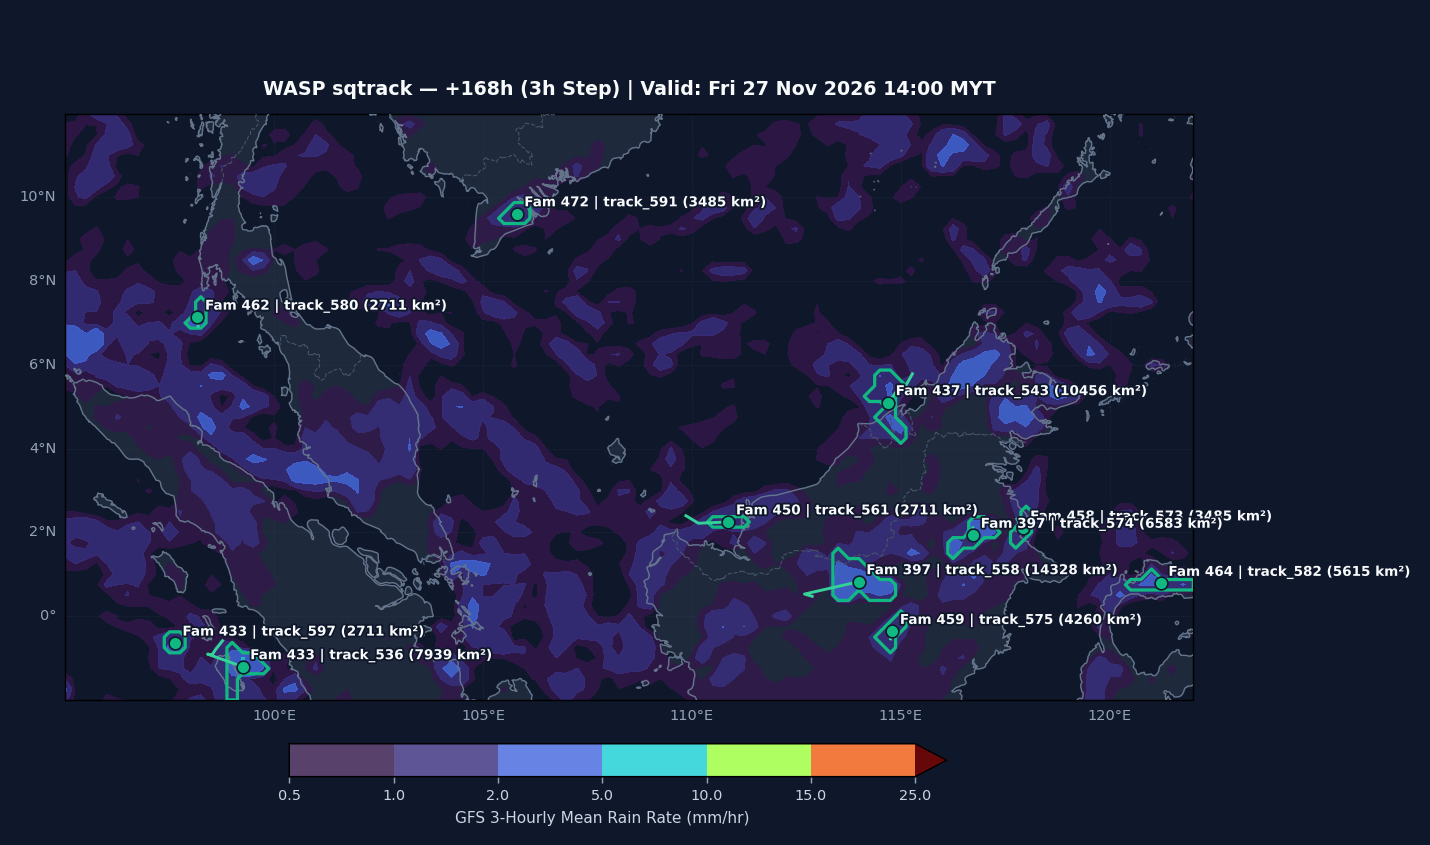 WASP sqtrack — +168h (3h Step) | Valid: Fri 27 Nov 2026 14:00 MYT
10°N
8°N
6°N
4°N
2°N
0°
Fam 472 | track_591 (3485 km²)
Fam 462 | track_580 (2711 km²)
Fam 437 | track_543 (10456 km²)
Fam 450 | track_561 (2711 km²)
Fam 458 | track_573 (3485 km²)
Fam 397 | track_574 (6583 km²)
Fam 397 | track_558 (14328 km²)
Fam 464 | track_582 (5615 km²)
Fam 459 | track_575 (4260 km²)
Fam 433 | track_597 (2711 km²)
Fam 433 | track_536 (7939 km²)
100°E 105°E 110°E 115°E 120°E
0.5 1.0 2.0 5.0 10.0 15.0 25.0
GFS 3-Hourly Mean Rain Rate (mm/hr)